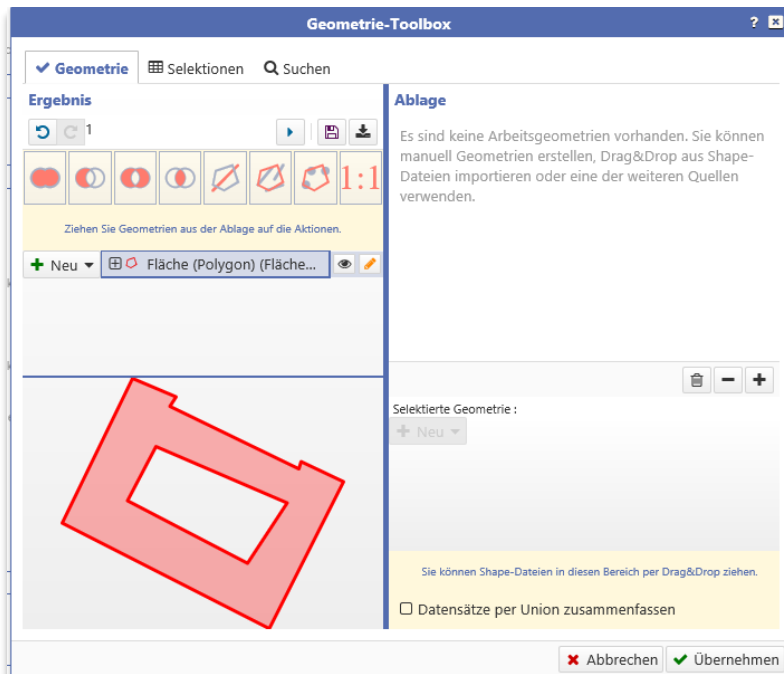 Geometrie-Toolbox
?
Geometrie
Selektionen
Suchen
Ergebnis
1
1:1
Ziehen Sie Geometrien aus der Ablage auf die Aktionen.
Neu
Fläche (Polygon) (Fläche...
Ablage
Es sind keine Arbeitsgeometrien vorhanden. Sie können
manuell Geometrien erstellen, Drag&Drop aus Shape-
Dateien importieren oder eine der weiteren Quellen
verwenden.
Selektierte Geometrie :
Neu
Sie können Shape-Dateien in diesen Bereich per Drag&Drop ziehen.
Datensätze per Union zusammenfassen
Abbrechen
Übernehmen